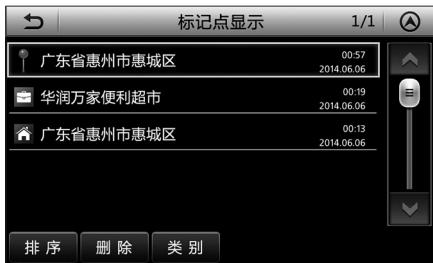 标记点显示 1/1
广东省惠州市惠城区 00:57
2014.06.06
华润万家便利超市 00:19
2014.06.06
广东省惠州市惠城区 00:13
2014.06.06
排序 删除 类别